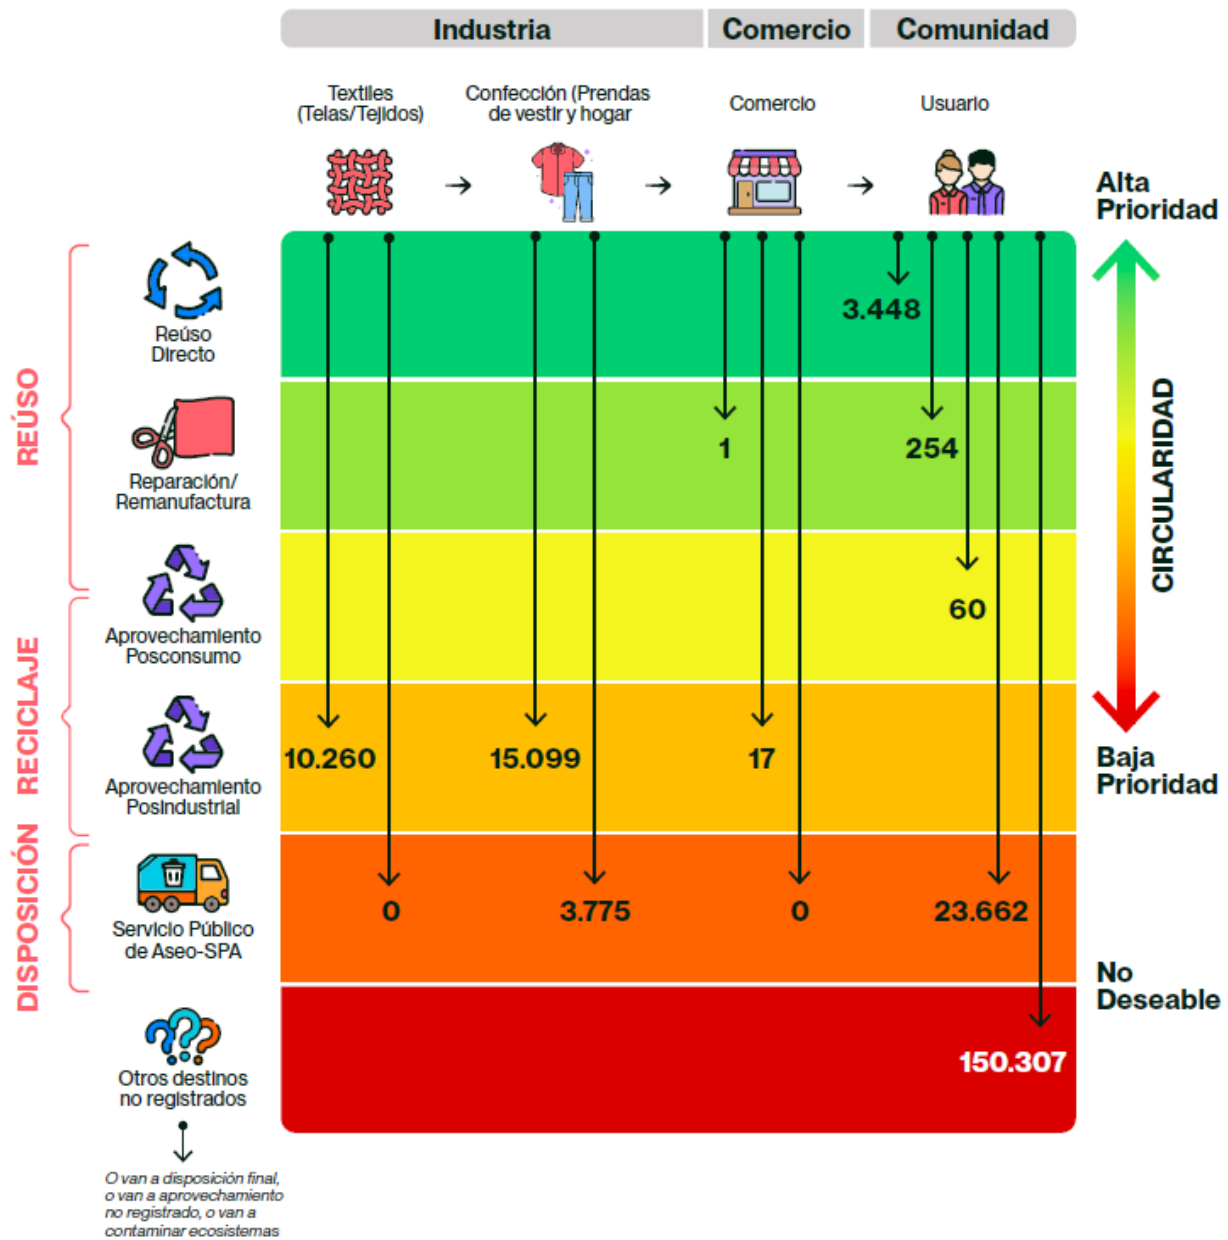 Industria
Comercio
Comunidad
Textiles
(Telas/Tejidos)
Confección (Prendas
de vestir y hogar
Comercio
Usuario
Alta
Prioridad
REÚSO
Reúso
Directo
3.448
Reparación/
Remanufactura
1
254
CIRCULARIDAD
RECICLAJE
Aprovechamiento
Posconsumo
60
Aprovechamiento
Posindustrial
10.260
15.099
17
Baja
Prioridad
DISPOSICIÓN
Servicio Público
de Aseo-SPA
0
3.775
0
23.662
No
Deseable
Otros destinos
no registrados
150.307
O van a disposición final,
o van a aprovechamiento
no registrado, o van a
contaminar ecosistemas